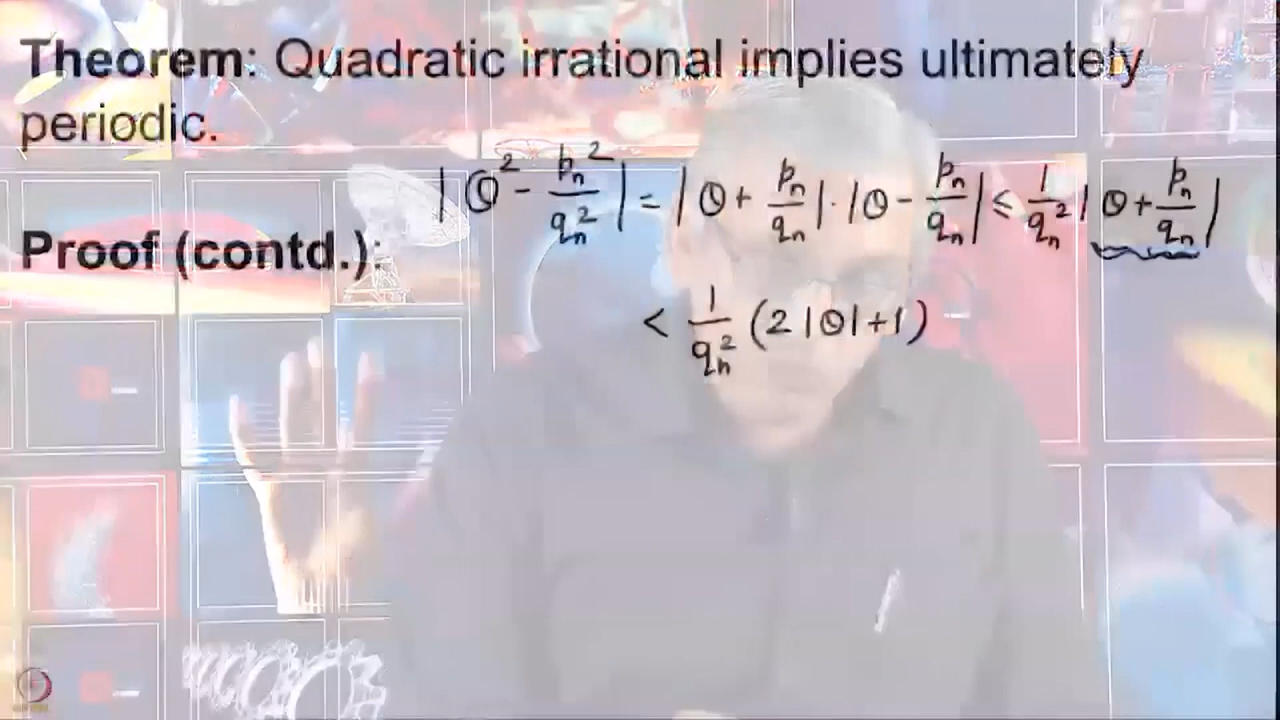 Theorem: Quadratic irrational implies ultimately
periodic.
|θ² - pₙ²/qₙ²| = |θ + pₙ/qₙ|·|θ - pₙ/qₙ| ≤ 1/qₙ² |θ + pₙ/qₙ|
Proof (contd.):
< 1/qₙ² (2|θ|+1)